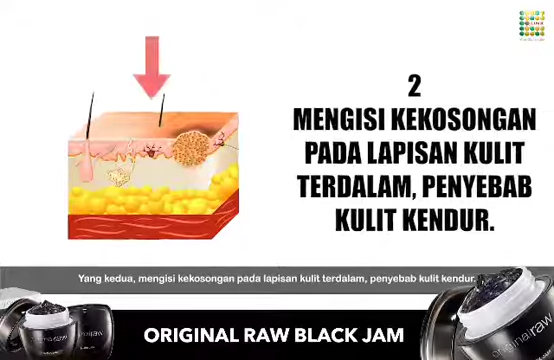 2
MENGISI KEKOSONGAN
PADA LAPISAN KULIT
TERDALAM, PENYEBAB
KULIT KENDUR.
Yang kedua, mengisi kekosongan pada lapisan kulit terdalam, penyebab kulit kendur.
ORIGINAL RAW BLACK JAM